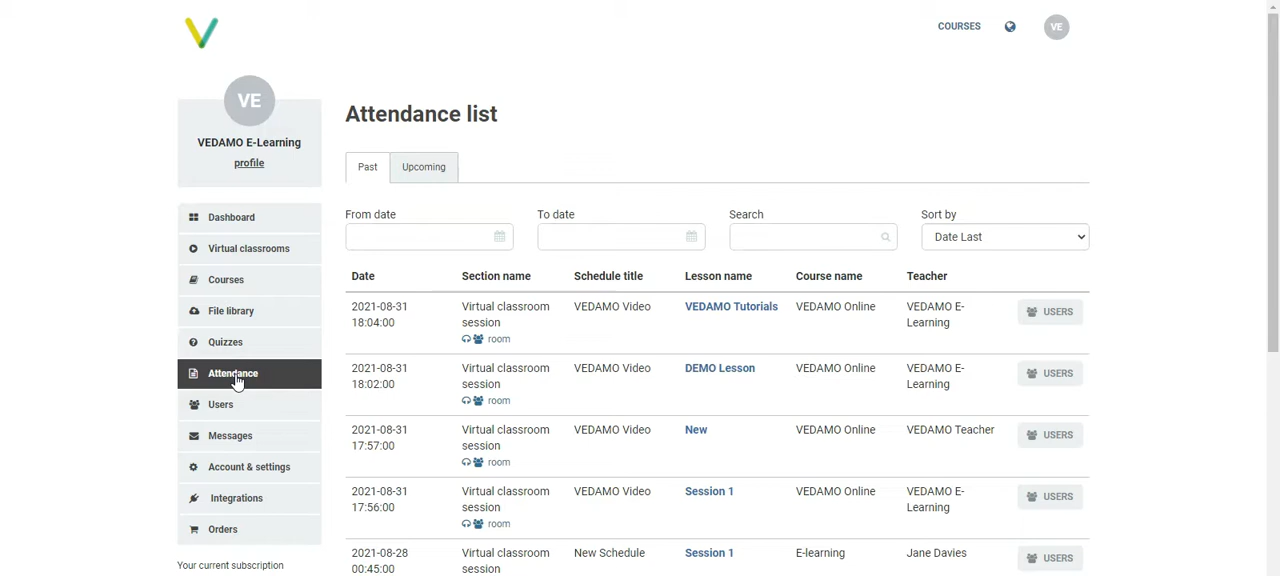 COURSES VE
VE
VEDAMO E-Learning
profile
Dashboard
Virtual classrooms
Courses
File library
Quizzes
Attendance
Users
Messages
Account & settings
Integrations
Orders
Your current subscription
Attendance list
Past Upcoming
From date To date Search Sort by
Date Last
Date Section name Schedule title Lesson name Course name Teacher
2021-08-31 Virtual classroom VEDAMO Video VEDAMO Tutorials VEDAMO Online VEDAMO E- USERS
18:04:00 session Learning
room
2021-08-31 Virtual classroom VEDAMO Video DEMO Lesson VEDAMO Online VEDAMO E- USERS
18:02:00 session Learning
room
2021-08-31 Virtual classroom VEDAMO Video New VEDAMO Online VEDAMO Teacher USERS
17:57:00 session
room
2021-08-31 Virtual classroom VEDAMO Video Session 1 VEDAMO Online VEDAMO E- USERS
17:56:00 session Learning
room
2021-08-28 Virtual classroom New Schedule Session 1 E-learning Jane Davies USERS
00:45:00 session